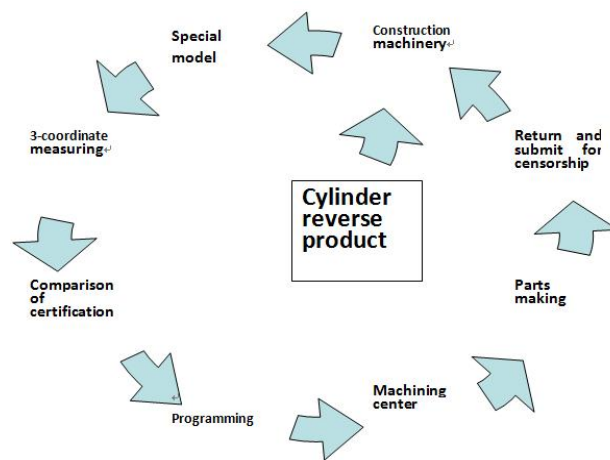 Construction
machinery↵
Special
model
3-coordinate
measuring↵
Comparison
of
certification
↵
Programming
Machining
center
Parts
making
Return and
submit for
censorship
Cylinder
reverse
product